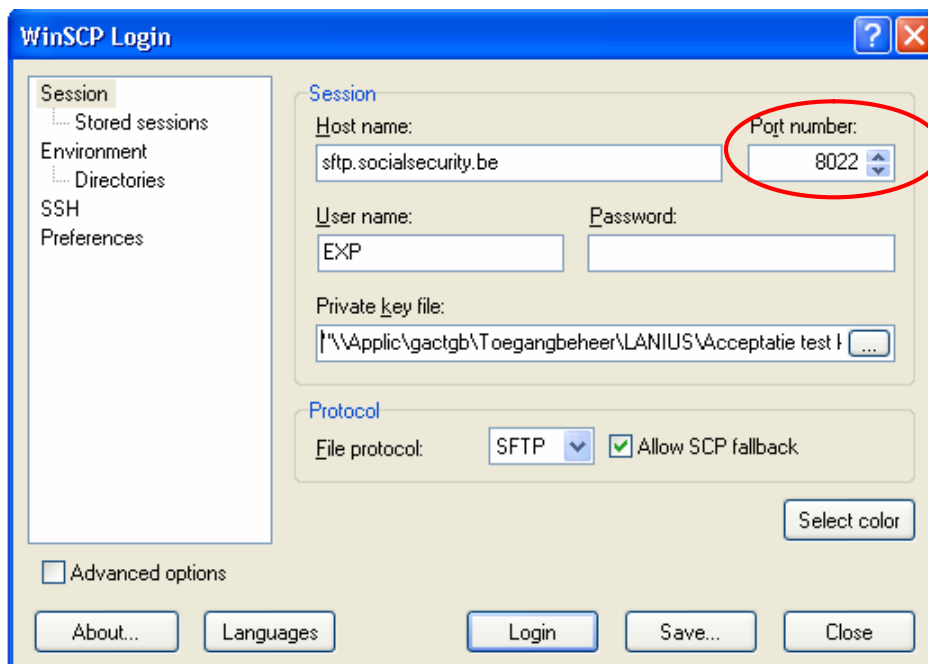 WinSCP Login
Session
Stored sessions
Environment
Directories
SSH
Preferences
Session
Host name:
Port number:
sftp.socialsecurity.be
8022
User name:
Password:
EXP
Private key file:
"\\Applic\gactgb\Toegangbeheer\LANIUS\Acceptatie test
...
Protocol
File protocol:
SFTP
Allow SCP fallback
Select color
Advanced options
About...
Languages
Login
Save...
Close